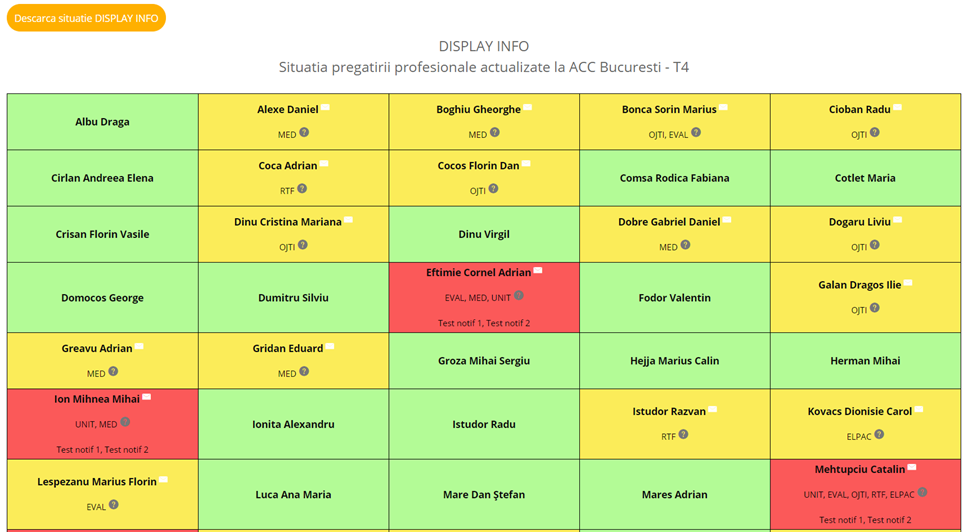 Descarca situatie DISPLAY INFO
DISPLAY INFO
Situatia pregatirii profesionale actualizate la ACC Bucuresti - T4
Albu Draga
Alexe Daniel
MED ?
Boghiu Gheorghe
MED ?
Bonca Sorin Marius
OJTI, EVAL ?
Cioban Radu
OJTI ?
Cirlan Andreea Elena
Coca Adrian
RTF ?
Cocos Florin Dan
OJTI ?
Comsa Rodica Fabiana
Cotlet Maria
Crisan Florin Vasile
Dinu Cristina Mariana
OJTI ?
Dinu Virgil
Dobre Gabriel Daniel
MED ?
Dogaru Liviu
OJTI ?
Domocos George
Dumitru Silviu
Eftimie Cornel Adrian
EVAL, MED, UNIT ?
Test notif 1, Test notif 2
Fodor Valentin
Galan Dragos Ilie
OJTI ?
Greavu Adrian
MED ?
Gridan Eduard
MED ?
Groza Mihai Sergiu
Hejja Marius Calin
Herman Mihai
Ion Mihnea Mihai
UNIT, MED ?
Test notif 1, Test notif 2
Ionita Alexandru
Istudor Radu
Istudor Razvan
RTF ?
Kovacs Dionisie Carol
ELPAC ?
Lespezanu Marius Florin
EVAL ?
Luca Ana Maria
Mare Dan Ştefan
Mares Adrian
Mehtupciu Catalin
UNIT, EVAL, OJTI, RTF, ELPAC ?
Test notif 1, Test notif 2